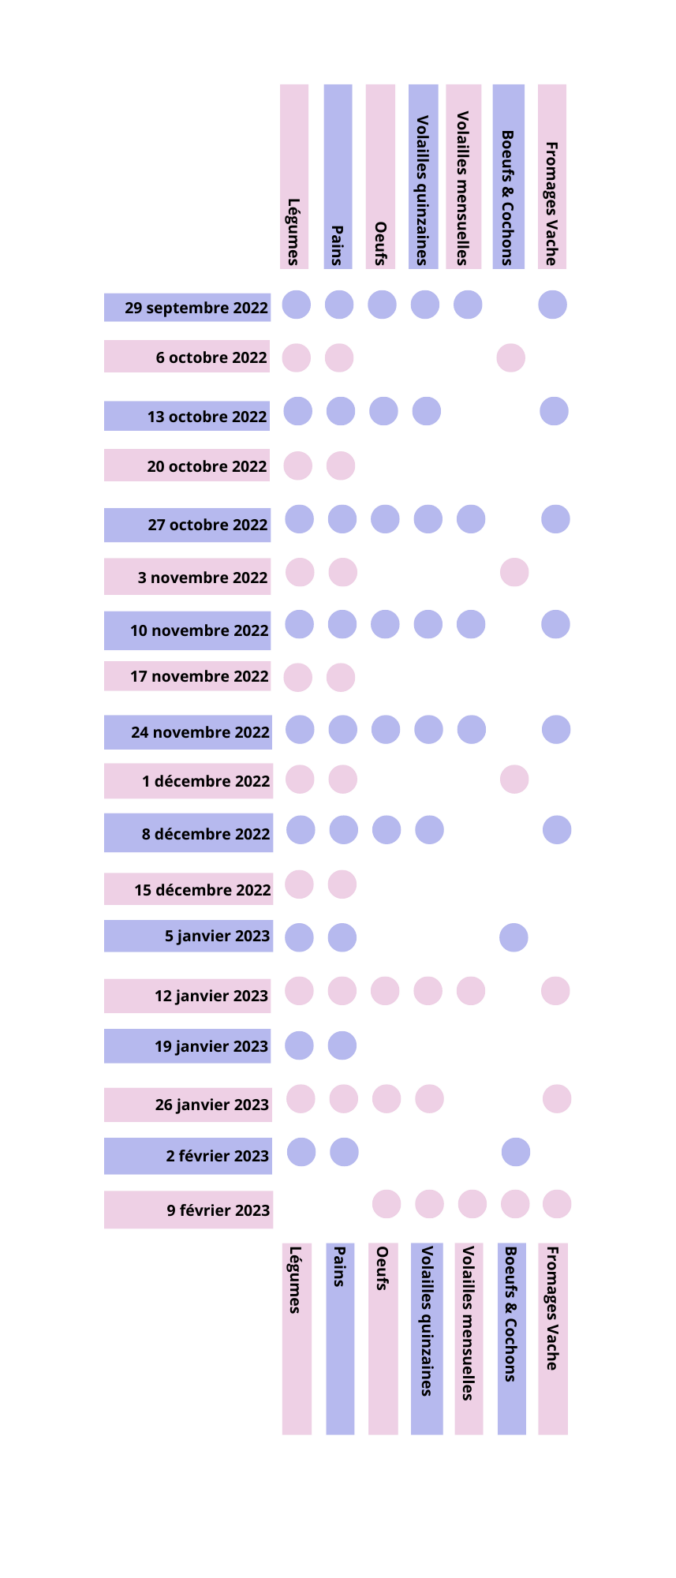 Légumes
Pains
Oeufs
Volailles quinzaines
Volailles mensuelles
Boeufs & Cochons
Fromages Vache
29 septembre 2022
6 octobre 2022
13 octobre 2022
20 octobre 2022
27 octobre 2022
3 novembre 2022
10 novembre 2022
17 novembre 2022
24 novembre 2022
1 décembre 2022
8 décembre 2022
15 décembre 2022
5 janvier 2023
12 janvier 2023
19 janvier 2023
26 janvier 2023
2 février 2023
9 février 2023
Légumes
Pains
Oeufs
Volailles quinzaines
Volailles mensuelles
Boeufs & Cochons
Fromages Vache